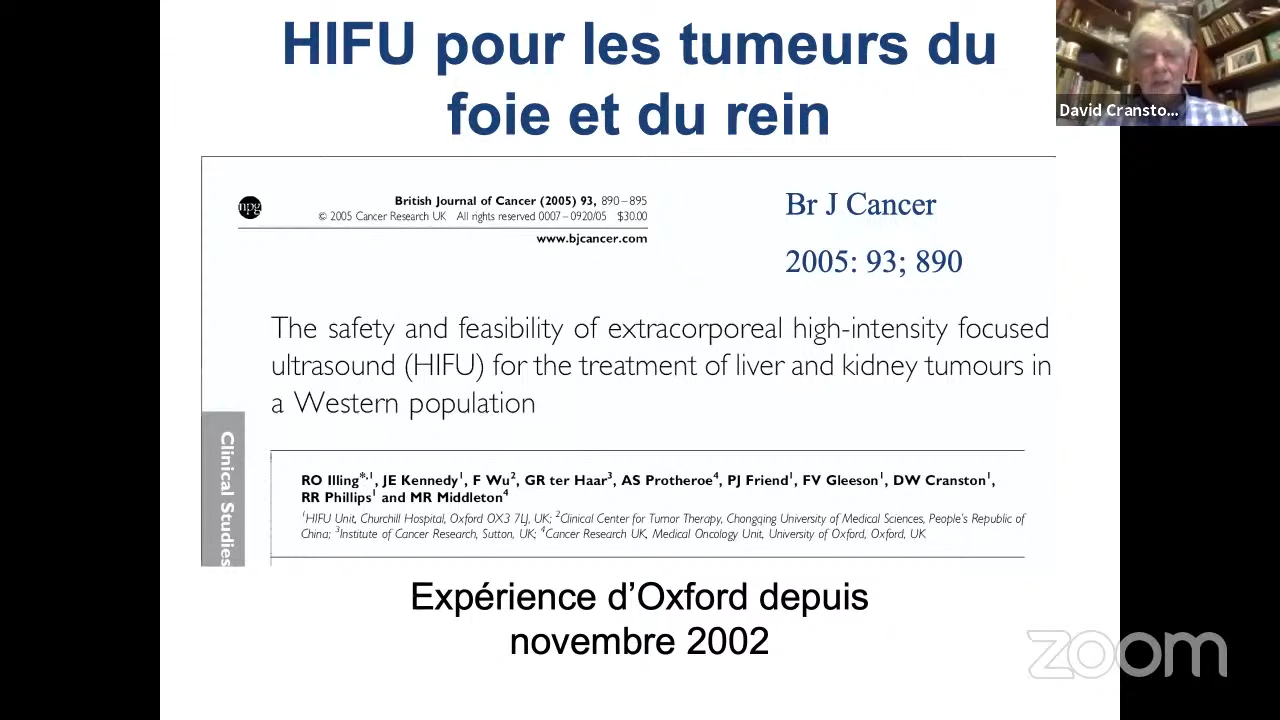 HIFU pour les tumeurs du
foie et du rein
David Cransto...
npg
British Journal of Cancer (2005) 93, 890–895
© 2005 Cancer Research UK All rights reserved 0007–0920/05 $30.00
www.bjcancer.com
Br J Cancer
2005: 93; 890
The safety and feasibility of extracorporeal high-intensity focused
ultrasound (HIFU) for the treatment of liver and kidney tumours in
a Western population
Clinical Studies
RO Illing*,1, JE Kennedy1, F Wu2, GR ter Haar3, AS Protheroe4, PJ Friend1, FV Gleeson1, DW Cranston1,
RR Phillips1 and MR Middleton4
1HIFU Unit, Churchill Hospital, Oxford OX3 7LJ, UK; 2Clinical Center for Tumor Therapy, Chongqing University of Medical Sciences, People's Republic of
China; 3Institute of Cancer Research, Sutton, UK; 4Cancer Research UK, Medical Oncology Unit, University of Oxford, Oxford, UK
Expérience d'Oxford depuis
novembre 2002
zoom